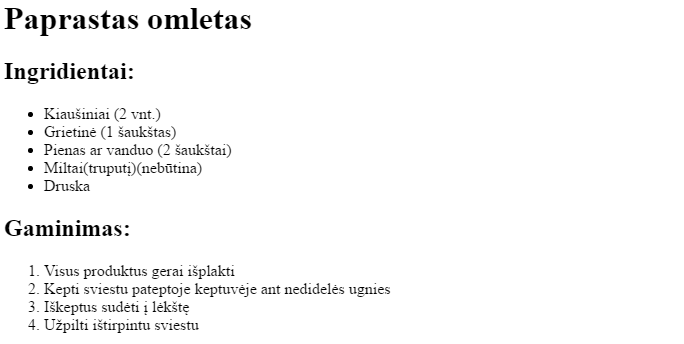 Paprastas omletas
Ingridientai:
• Kiaušiniai (2 vnt.)
• Grietinė (1 šaukštas)
• Pienas ar vanduo (2 šaukštai)
• Miltai(truputį)(nebūtina)
• Druska
Gaminimas:
1. Visus produktus gerai išplakti
2. Kepti sviestu pateptoje keptuvėje ant nedidelės ugnies
3. Iškeptus sudėti į lėkštę
4. Užpilti ištirpintu sviestu